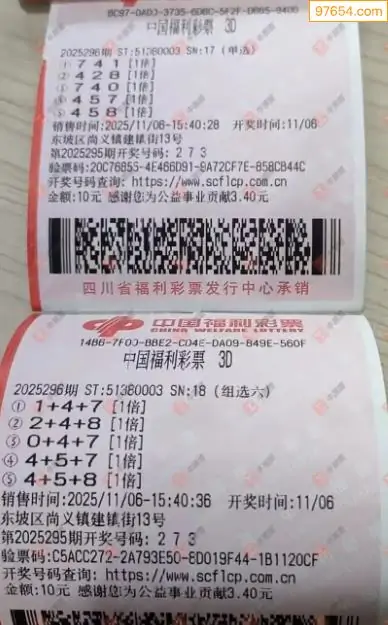 97654.com
中国福利彩票 3D
2025296期 ST:51380003 SN:17 (单选)
① 7 4 1 [1倍]
② 4 2 8 [1倍]
③ 7 4 0 [1倍]
④ 4 5 7 [1倍]
⑤ 4 5 8 [1倍]
销售时间:2025/11/06-15:40:28 开奖时间:11/06
东坡区尚义镇建镇街13号
第2025295期开奖号码: 2 7 3
验票码:20C76855-4E466D91-9A72CF7E-858C844C
开奖号码查询: https://www.scflcp.com.cn
金额:10元 感谢您为公益事业贡献3.40元
四川省福利彩票发行中心承销
中国福利彩票
CHINA WELFARE LOTTERY
1486-7F00-BBE2-CD4E-DA09-849E-560F
中国福利彩票 3D
2025296期 ST:51380003 SN:18 (组选六)
① 1+4+7 [1倍]
② 2+4+8 [1倍]
③ 0+4+7 [1倍]
④ 4+5+7 [1倍]
⑤ 4+5+8 [1倍]
销售时间:2025/11/06-15:40:36 开奖时间:11/06
东坡区尚义镇建镇街13号
第2025295期开奖号码: 2 7 3
验票码:C5ACC272-2A793E50-8D019F44-1B1120CF
开奖号码查询: https://www.scflcp.com.cn
金额:10元 感谢您为公益事业贡献3.40元